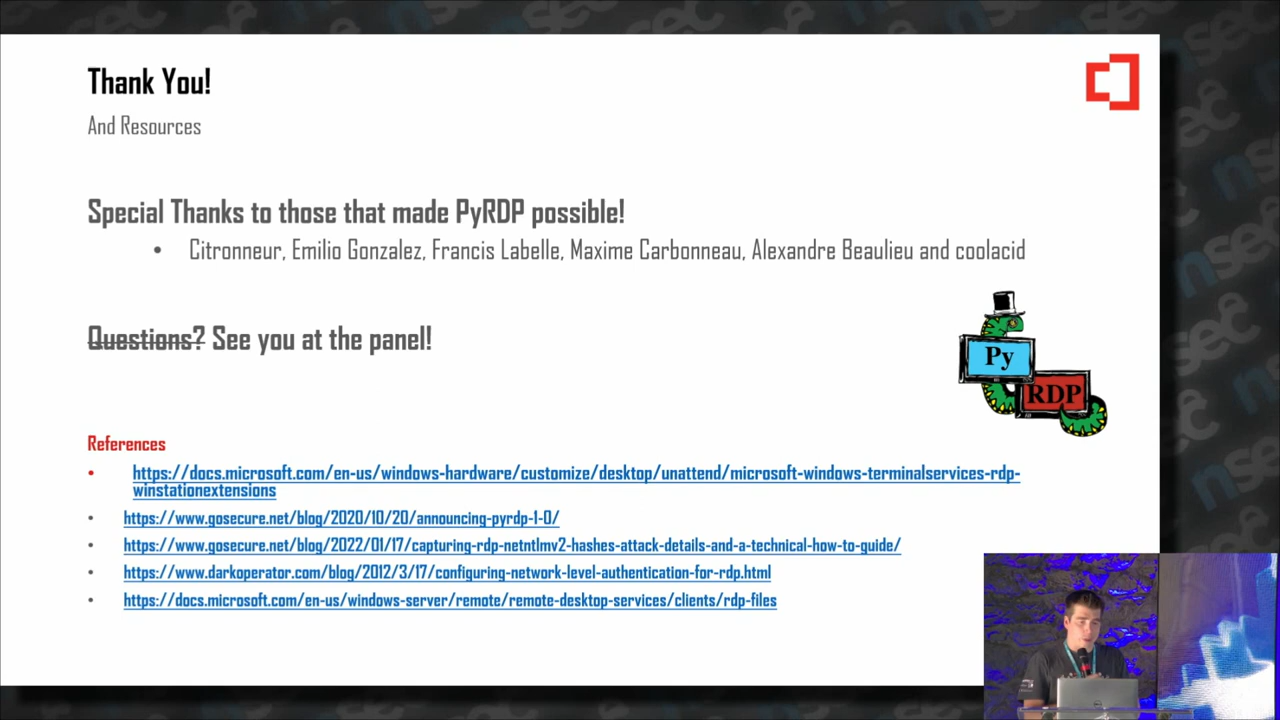 Thank You!
And Resources
Special Thanks to those that made PyRDP possible!
• Citronneur, Emilio Gonzalez, Francis Labelle, Maxime Carbonneau, Alexandre Beaulieu and coolacid
Questions? See you at the panel!
Py
RDP
References
• https://docs.microsoft.com/en-us/windows-hardware/customize/desktop/unattend/microsoft-windows-terminalservices-rdp-
winstationextensions
• https://www.gosecure.net/blog/2020/10/20/announcing-pyrdp-1-0/
• https://www.gosecure.net/blog/2022/01/17/capturing-rdp-netntlmv2-hashes-attack-details-and-a-technical-how-to-guide/
• https://www.darkoperator.com/blog/2012/3/17/configuring-network-level-authentication-for-rdp.html
• https://docs.microsoft.com/en-us/windows-server/remote/remote-desktop-services/clients/rdp-files
nsec